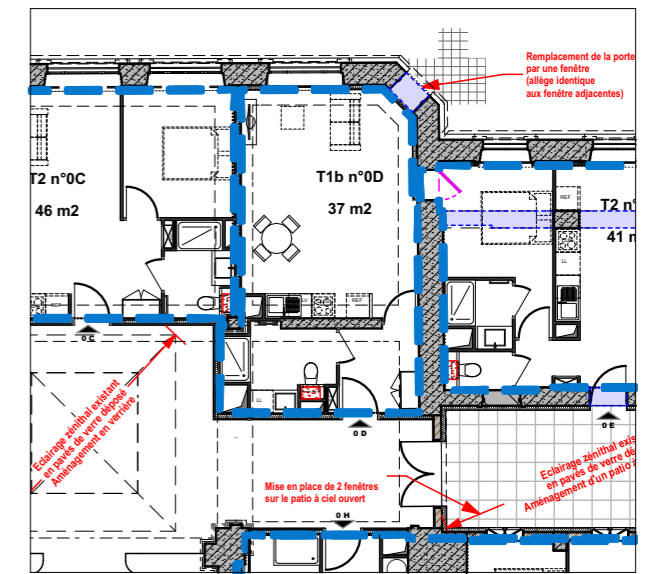 Remplacement de la porte
par une fenêtre
(allège identique
aux fenêtre adjacentes)
T2 n°0C
46 m2
T1b n°0D
37 m2
REF
T2 n°
41 m
LL
LV
REF
0 C
LL
0 D
0 E
Eclairage zénithal existant
en pavés de verre déposé
Aménagement en verrière
Mise en place de 2 fenêtres
sur le patio à ciel ouvert
Eclairage zénithal exis
en pavés de verre dé
Aménagement d'un patio à
0 H